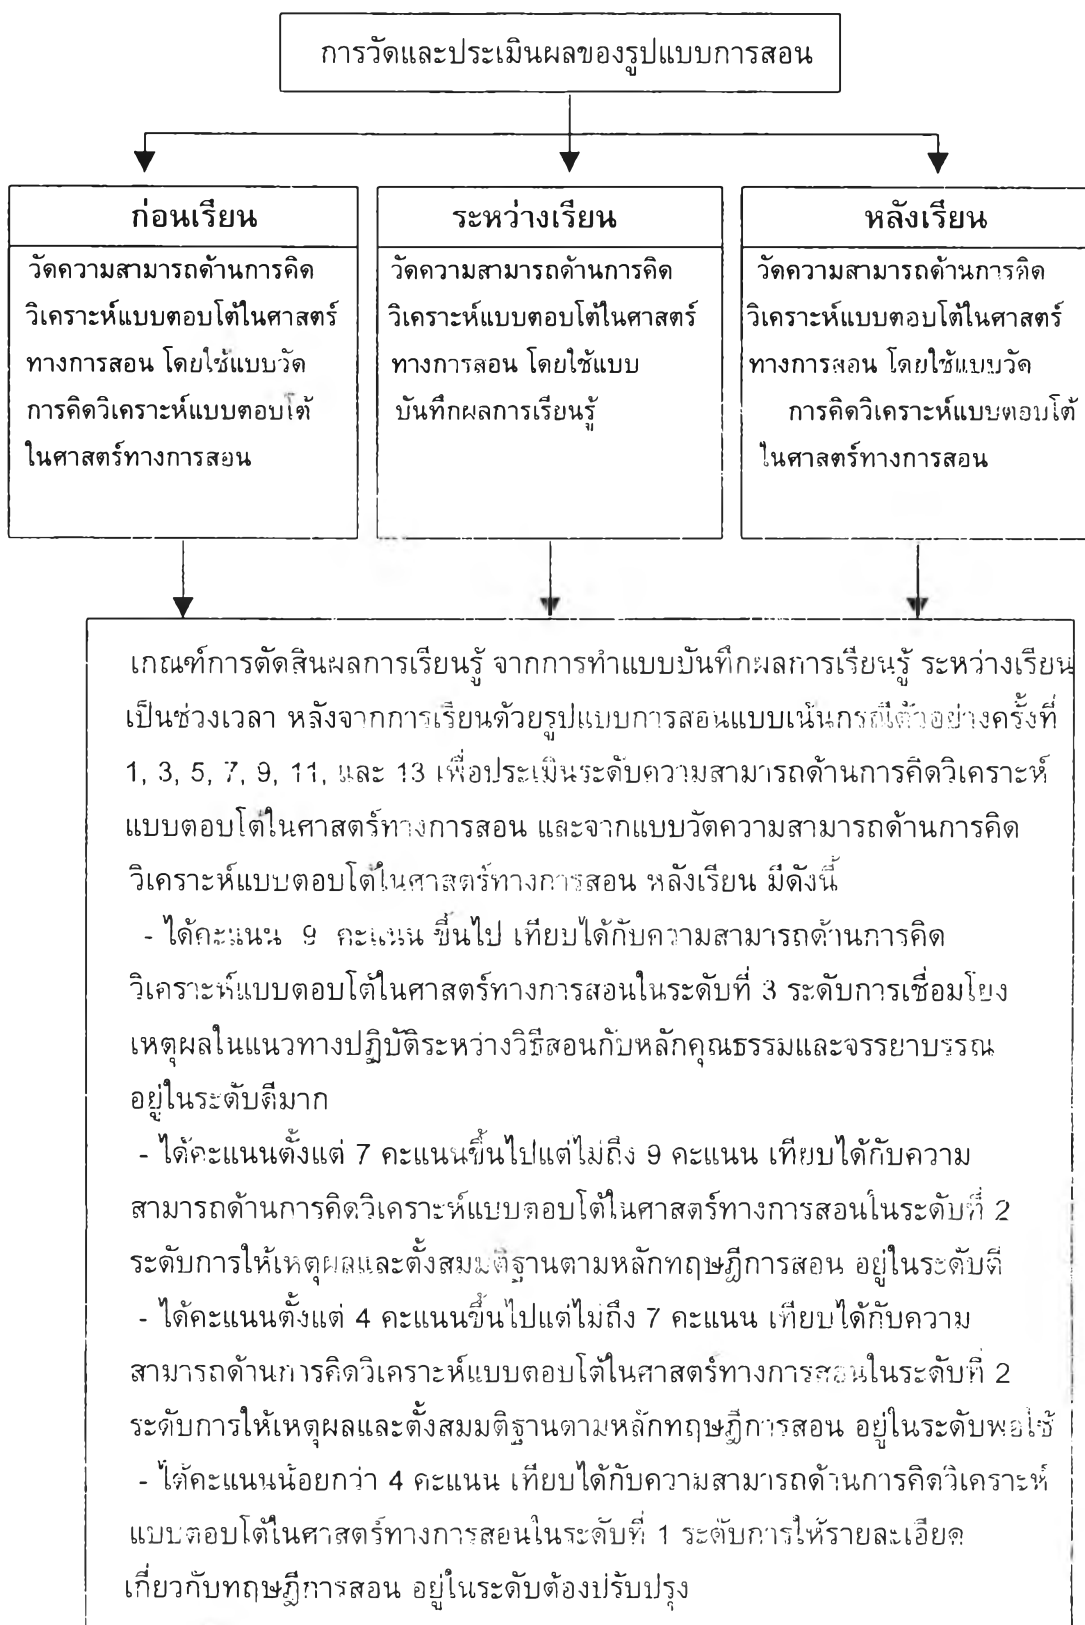 การวัดและประเมินผลของรูปแบบการสอน
ก่อนเรียน
วัดความสามารถด้านการคิด
วิเคราะห์แบบตอบโต้ในศาสตร์
ทางการสอน โดยใช้แบบวัด
การคิดวิเคราะห์แบบตอบโต้
ในศาสตร์ทางการสอน
ระหว่างเรียน
วัดความสามารถด้านการคิด
วิเคราะห์แบบตอบโต้ในศาสตร์
ทางการสอน โดยใช้แบบ
บันทึกผลการเรียนรู้
หลังเรียน
วัดความสามารถด้านการคิด
วิเคราะห์แบบตอบโต้ในศาสตร์
ทางการสอน โดยใช้แบบวัด
การคิดวิเคราะห์แบบตอบโต้
ในศาสตร์ทางการสอน
เกณฑ์การตัดสินผลการเรียนรู้ จากการทำแบบบันทึกผลการเรียนรู้ ระหว่างเรียน
เป็นช่วงเวลา หลังจากการเรียนด้วยรูปแบบการสอนแบบเน้นกรณีตัวอย่างครั้งที่
1, 3, 5, 7, 9, 11, และ 13 เพื่อประเมินระดับความสามารถด้านการคิดวิเคราะห์
แบบตอบโต้ในศาสตร์ทางการสอน และจากแบบวัดความสามารถด้านการคิด
วิเคราะห์แบบตอบโต้ในศาสตร์ทางการสอน หลังเรียน มีดังนี้
- ได้คะแนน 9 คะแนน ขึ้นไป เทียบได้กับความสามารถด้านการคิด
วิเคราะห์แบบตอบโต้ในศาสตร์ทางการสอนในระดับที่ 3 ระดับการเชื่อมโยง
เหตุผลในแนวทางปฏิบัติระหว่างวิธีสอนกับหลักคุณธรรมและจรรยาบรรณ
อยู่ในระดับดีมาก
- ได้คะแนนตั้งแต่ 7 คะแนนขึ้นไปแต่ไม่ถึง 9 คะแนน เทียบได้กับความ
สามารถด้านการคิดวิเคราะห์แบบตอบโต้ในศาสตร์ทางการสอนในระดับที่ 2
ระดับการให้เหตุผลและตั้งสมมติฐานตามหลักทฤษฎีการสอน อยู่ในระดับดี
- ได้คะแนนตั้งแต่ 4 คะแนนขึ้นไปแต่ไม่ถึง 7 คะแนน เทียบได้กับความ
สามารถด้านการคิดวิเคราะห์แบบตอบโต้ในศาสตร์ทางการสอนในระดับที่ 2
ระดับการให้เหตุผลและตั้งสมมติฐานตามหลักทฤษฎีการสอน อยู่ในระดับพอใช้
- ได้คะแนนน้อยกว่า 4 คะแนน เทียบได้กับความสามารถด้านการคิดวิเคราะห์
แบบตอบโต้ในศาสตร์ทางการสอนในระดับที่ 1 ระดับการให้รายละเอียด
เกี่ยวกับทฤษฎีการสอน อยู่ในระดับต้องปรับปรุง